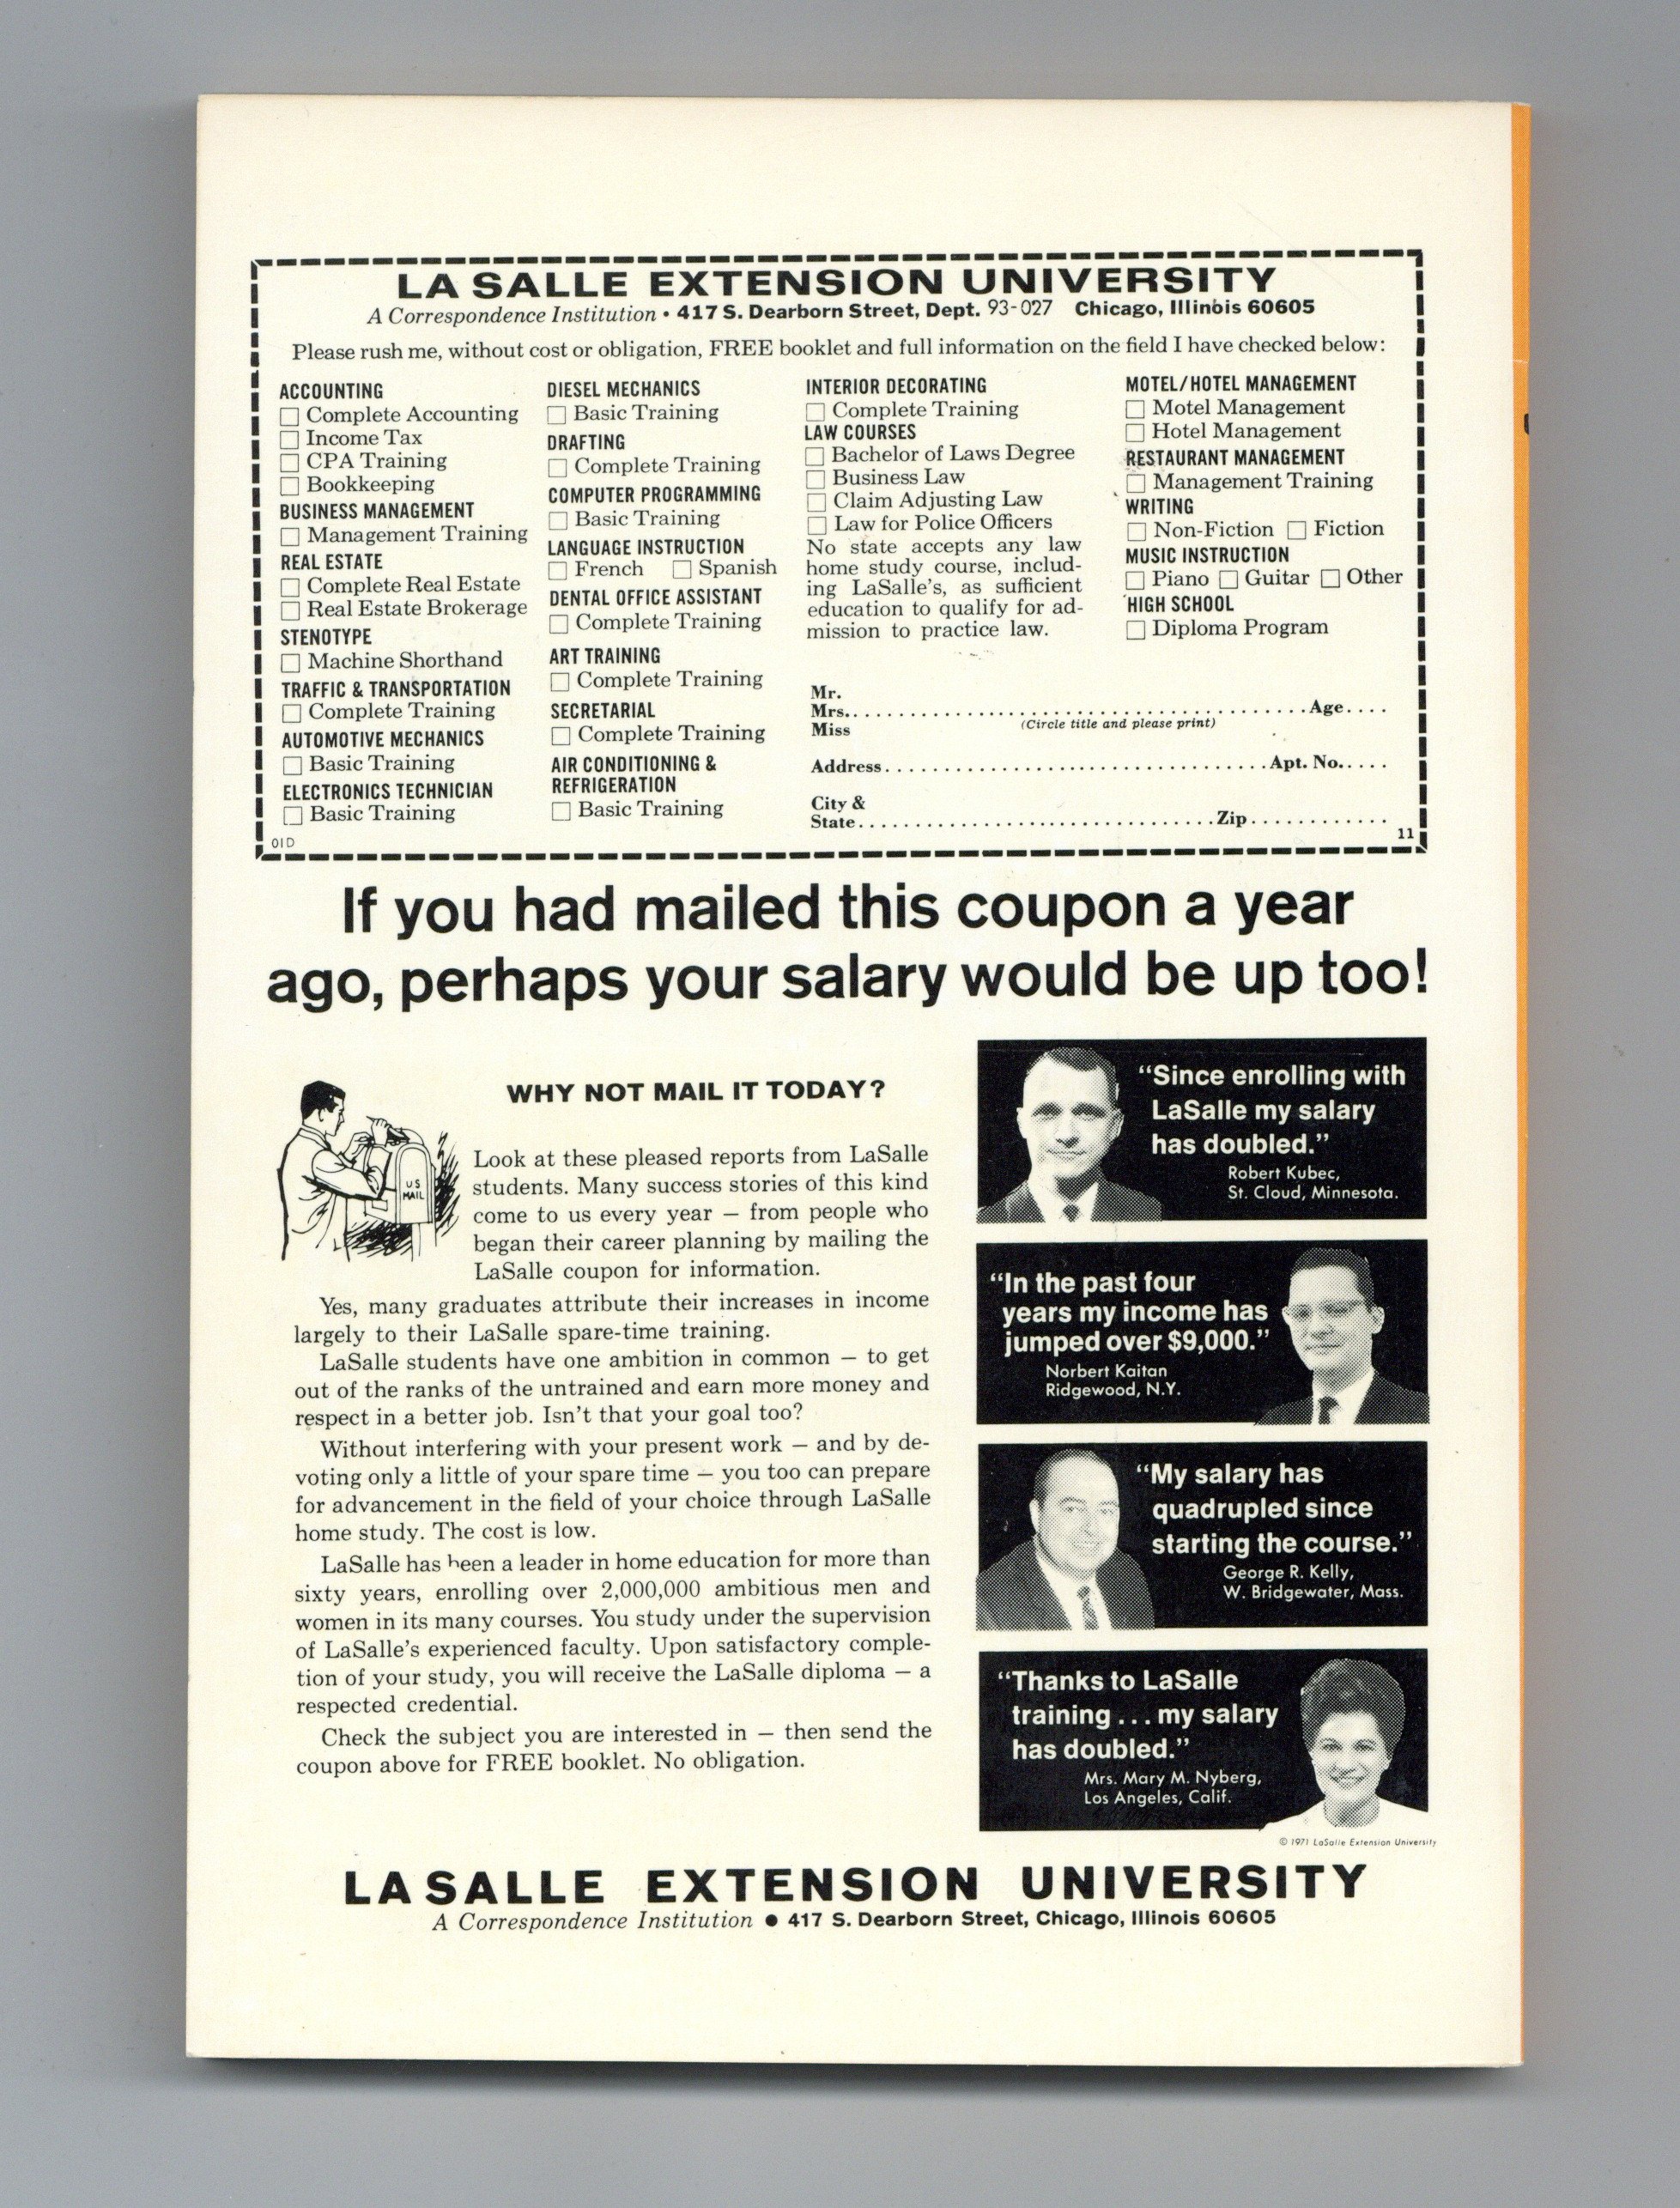 LA SALLE EXTENSION UNIVERSITY
A Correspondence Institution • 417 S. Dearborn Street, Dept. 93-027 Chicago, Illinois 60605
Please rush me, without cost or obligation, FREE booklet and full information on the field I have checked below:
ACCOUNTING
Complete Accounting
Income Tax
CPA Training
Bookkeeping
BUSINESS MANAGEMENT
Management Training
REAL ESTATE
Complete Real Estate
Real Estate Brokerage
STENOTYPE
Machine Shorthand
TRAFFIC & TRANSPORTATION
Complete Training
AUTOMOTIVE MECHANICS
Basic Training
ELECTRONICS TECHNICIAN
Basic Training
01D
DIESEL MECHANICS
Basic Training
DRAFTING
Complete Training
COMPUTER PROGRAMMING
Basic Training
LANGUAGE INSTRUCTION
French Spanish
DENTAL OFFICE ASSISTANT
Complete Training
ART TRAINING
Complete Training
SECRETARIAL
Complete Training
AIR CONDITIONING &
REFRIGERATION
Basic Training
INTERIOR DECORATING
Complete Training
LAW COURSES
Bachelor of Laws Degree
Business Law
Claim Adjusting Law
Law for Police Officers
No state accepts any law
home study course, includ-
ing LaSalle's, as sufficient
education to qualify for ad-
mission to practice law.
MOTEL/HOTEL MANAGEMENT
Motel Management
Hotel Management
RESTAURANT MANAGEMENT
Management Training
WRITING
Non-Fiction Fiction
MUSIC INSTRUCTION
Piano Guitar Other
HIGH SCHOOL
Diploma Program
Mr.
Mrs. Age
Miss (Circle title and please print)
Address Apt. No.
City &
State Zip
11
If you had mailed this coupon a year
ago, perhaps your salary would be up too!
WHY NOT MAIL IT TODAY?
US
MAIL
Look at these pleased reports from LaSalle
students. Many success stories of this kind
come to us every year – from people who
began their career planning by mailing the
LaSalle coupon for information.
Yes, many graduates attribute their increases in income
largely to their LaSalle spare-time training.
LaSalle students have one ambition in common – to get
out of the ranks of the untrained and earn more money and
respect in a better job. Isn't that your goal too?
Without interfering with your present work – and by de-
voting only a little of your spare time – you too can prepare
for advancement in the field of your choice through LaSalle
home study. The cost is low.
LaSalle has been a leader in home education for more than
sixty years, enrolling over 2,000,000 ambitious men and
women in its many courses. You study under the supervision
of LaSalle's experienced faculty. Upon satisfactory comple-
tion of your study, you will receive the LaSalle diploma – a
respected credential.
Check the subject you are interested in – then send the
coupon above for FREE booklet. No obligation.
"Since enrolling with
LaSalle my salary
has doubled."
Robert Kubec,
St. Cloud, Minnesota.
"In the past four
years my income has
jumped over $9,000."
Norbert Kaitan
Ridgewood, N.Y.
"My salary has
quadrupled since
starting the course."
George R. Kelly,
W. Bridgewater, Mass.
"Thanks to LaSalle
training ... my salary
has doubled."
Mrs. Mary M. Nyberg,
Los Angeles, Calif.
© 1971 LaSalle Extension University
LA SALLE EXTENSION UNIVERSITY
A Correspondence Institution • 417 S. Dearborn Street, Chicago, Illinois 60605